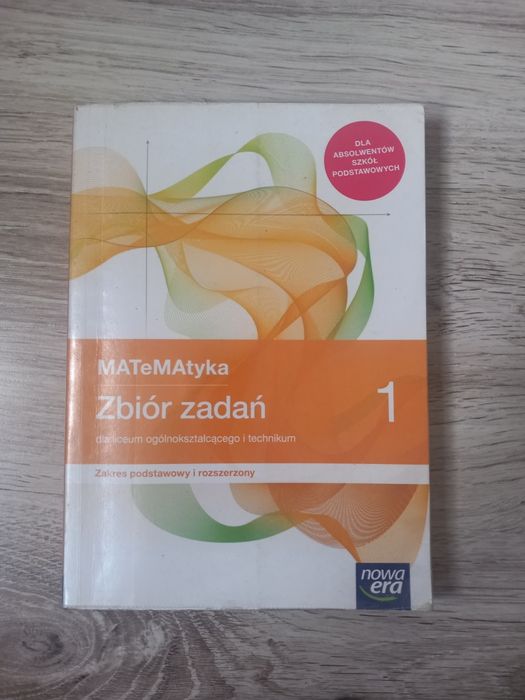 DLA
ABSOLWENTÓW
SZKÓŁ
PODSTAWOWYCH
MATeMAtyka
Zbiór zadań
1
dla liceum ogólnokształcącego i technikum
Zakres podstawowy i rozszerzony
nowa
era